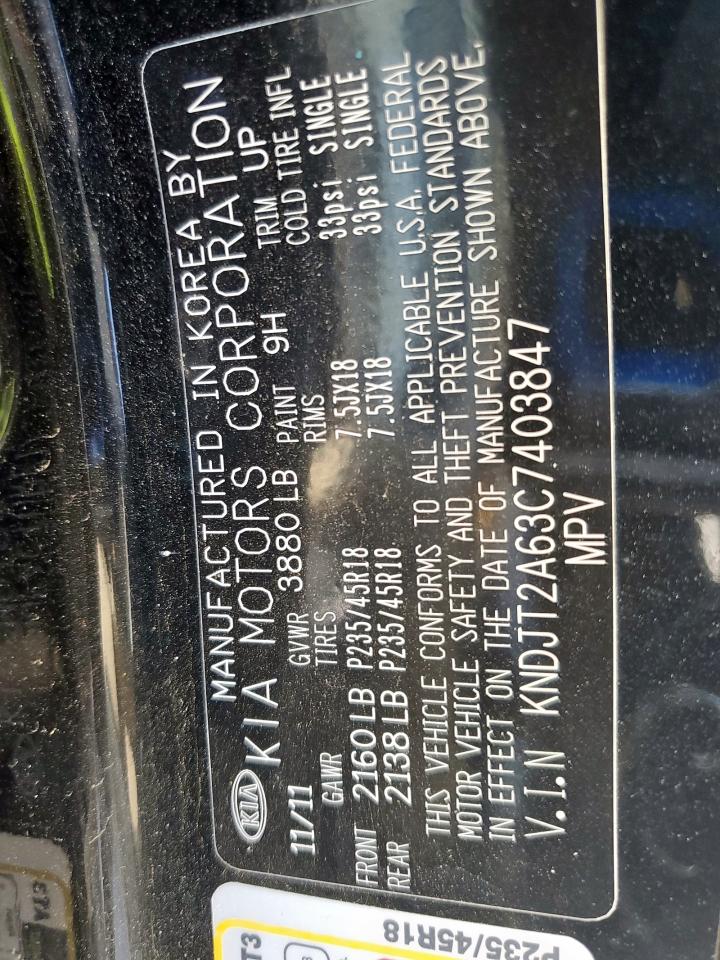 MANUFACTURED IN KOREA BY
KIA KIA MOTORS CORPORATION
11/11 GVWR 3880 LB PAINT 9H TRIM UP
GAWR TIRES RIMS COLD TIRE INFL
FRONT 2160 LB P235/45R18 7.5JX18 33psi SINGLE
REAR 2138 LB P235/45R18 7.5JX18 33psi SINGLE
THIS VEHICLE CONFORMS TO ALL APPLICABLE U.S.A. FEDERAL
MOTOR VEHICLE SAFETY AND THEFT PREVENTION STANDARDS
IN EFFECT ON THE DATE OF MANUFACTURE SHOWN ABOVE.
V.I.N KNDJT2A63C7403847
MPV
P235/45R18